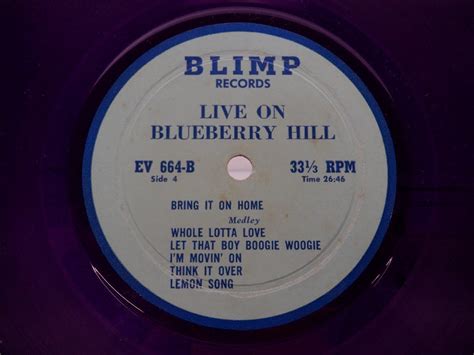 BLIMP
RECORDS
LIVE ON
BLUEBERRY HILL
EV 664-B 33⅓ RPM
Side 4 Time 26:46
BRING IT ON HOME
Medley
WHOLE LOTTA LOVE
LET THAT BOY BOOGIE WOOGIE
I'M MOVIN' ON
THINK IT OVER
LEMON SONG